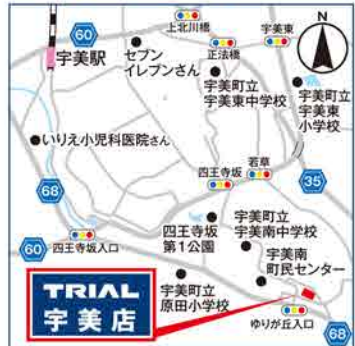 上北川橋
宇美東
N
60
宇美駅
セブン
イレブンさん
正法橋
宇美町立
宇美東中学校
宇美町立
宇美東
小学校
いりえ小児科医院さん
68
四王寺坂
若草
35
60
四王寺坂入口
四王寺坂
第1公園
宇美町立
宇美南中学校
宇美南
町民センター
TRIAL
宇美店
宇美町立
原田小学校
ゆりが丘入口
68